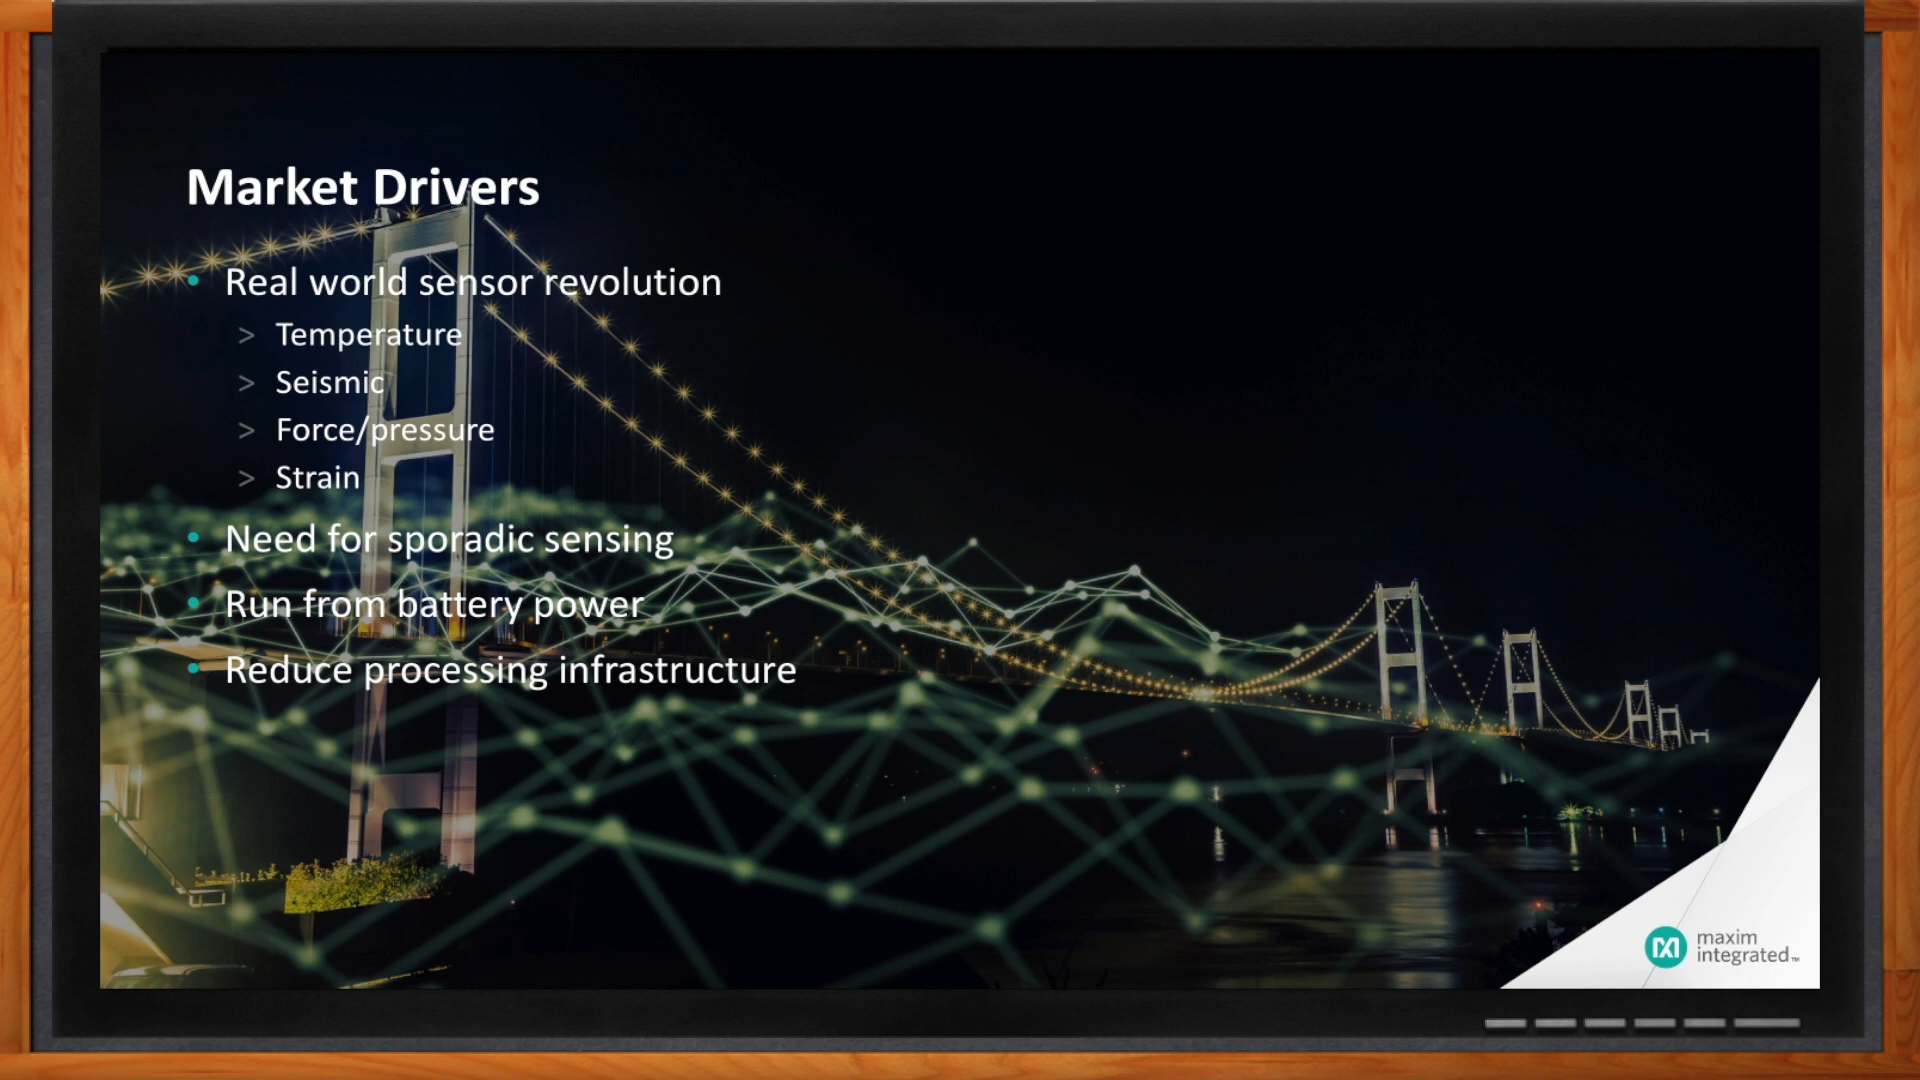 Market Drivers
• Real world sensor revolution
> Temperature
> Seismic
> Force/pressure
> Strain
• Need for sporadic sensing
• Run from battery power
• Reduce processing infrastructure
maxim
integrated™